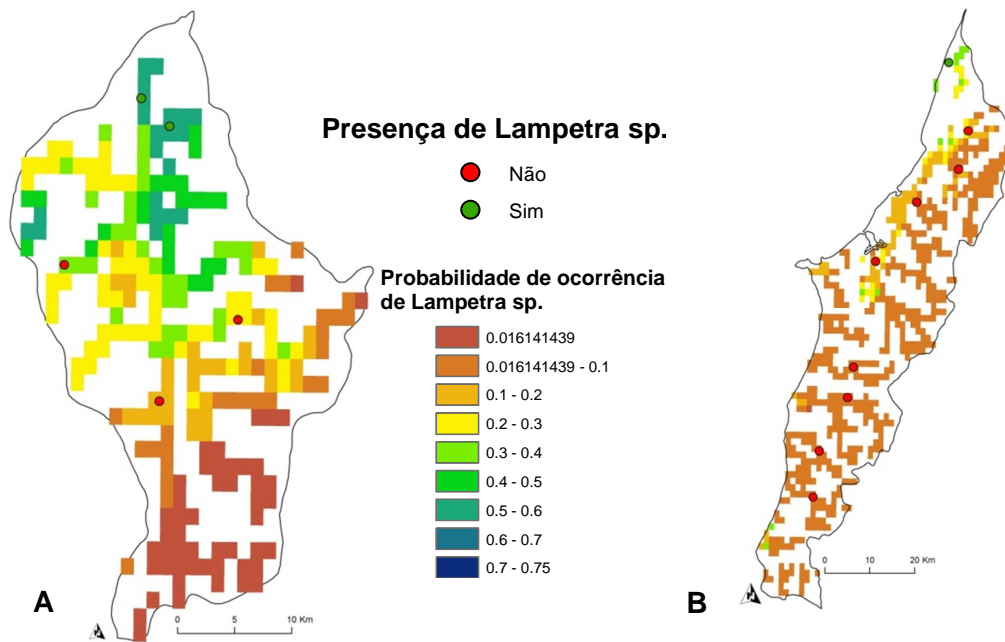 Presença de Lampetra sp.
Não
Sim
Probabilidade de ocorrência
de Lampetra sp.
0.016141439
0.016141439 - 0.1
0.1 - 0.2
0.2 - 0.3
0.3 - 0.4
0.4 - 0.5
0.5 - 0.6
0.6 - 0.7
0.7 - 0.75
A
0 5 10 Km
B
0 10 20 Km